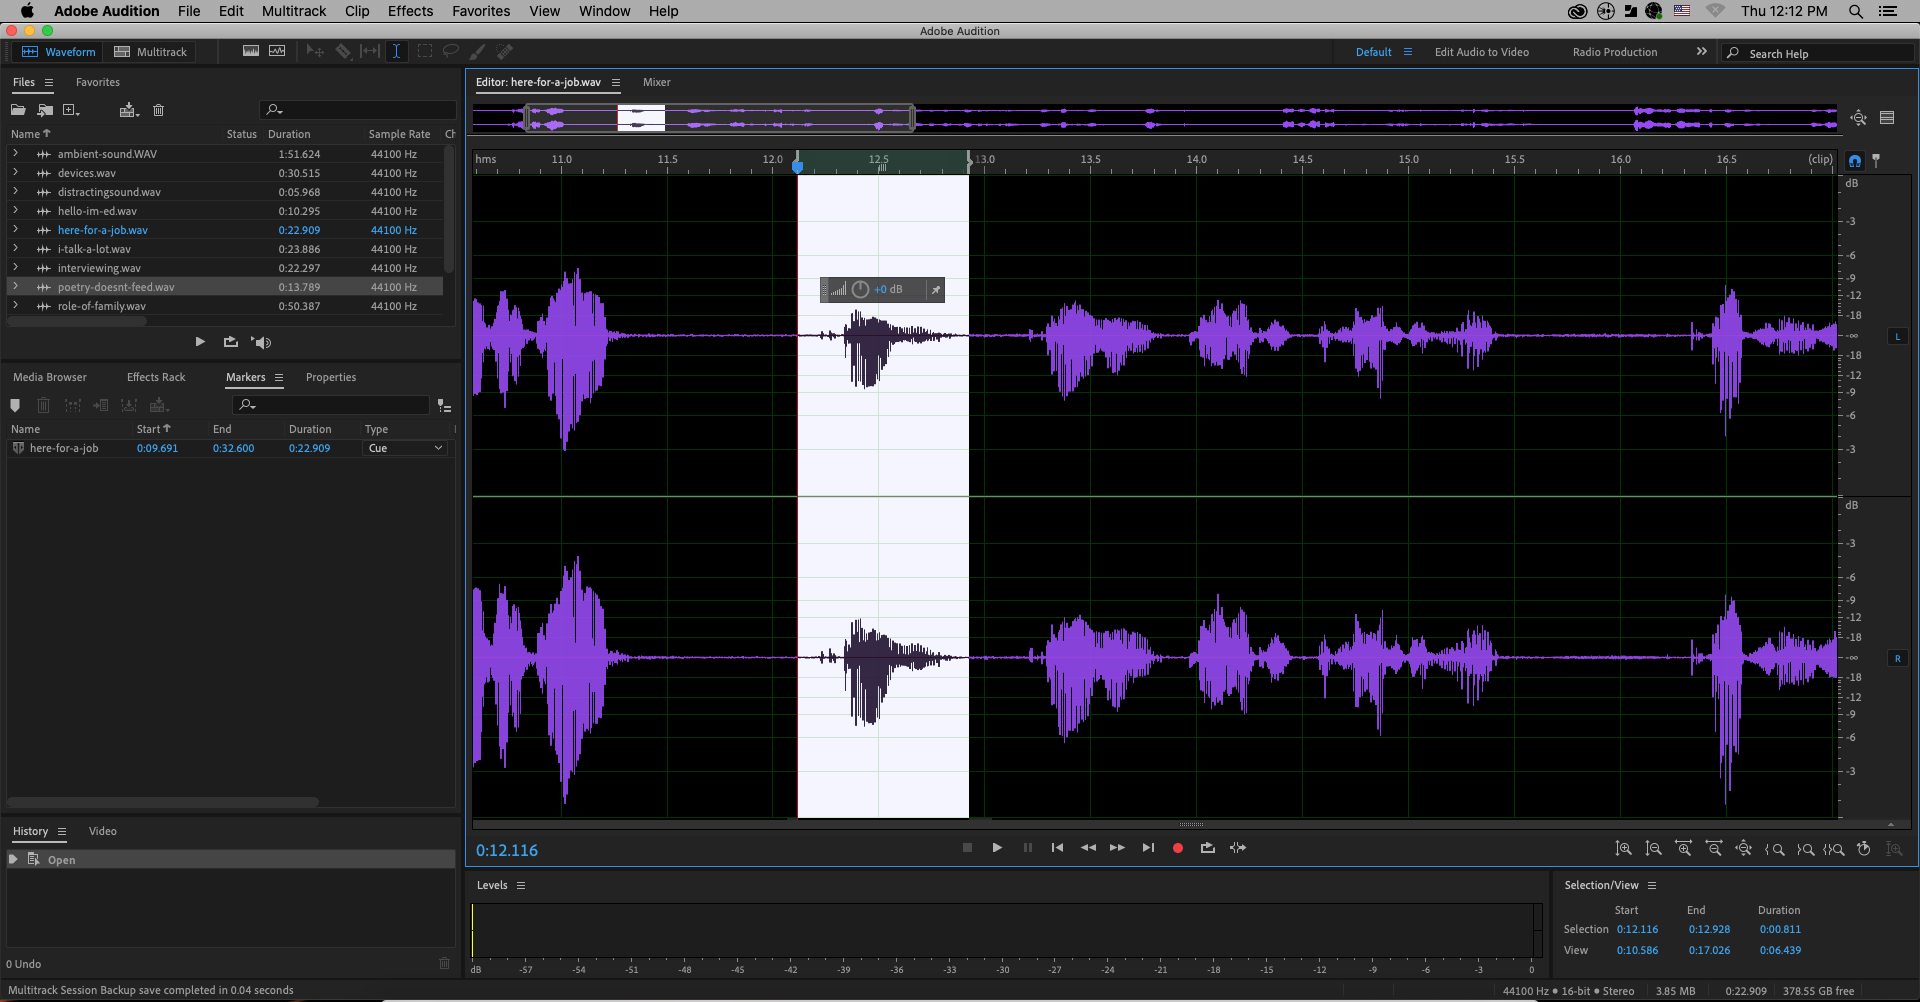 Adobe Audition File Edit Multitrack Clip Effects Favorites View Window Help Thu 12:12 PM
Adobe Audition
Waveform Multitrack Default Edit Audio to Video Radio Production Search Help
Files Favorites
Name Status Duration Sample Rate Ch
ambient-sound.WAV 1:51.624 44100 Hz
devices.wav 0:30.515 44100 Hz
distractingsound.wav 0:05.968 44100 Hz
hello-im-ed.wav 0:10.295 44100 Hz
here-for-a-job.wav 0:22.909 44100 Hz
i-talk-a-lot.wav 0:23.886 44100 Hz
interviewing.wav 0:22.297 44100 Hz
poetry-doesnt-feed.wav 0:13.789 44100 Hz
role-of-family.wav 0:50.387 44100 Hz
Media Browser Effects Rack Markers Properties
Name Start End Duration Type
here-for-a-job 0:09.691 0:32.600 0:22.909 Cue
History Video
Open
0 Undo
Multitrack Session Backup save completed in 0.04 seconds
Editor: here-for-a-job.wav Mixer
hms 11.0 11.5 12.0 12.5 13.0 13.5 14.0 14.5 15.0 15.5 16.0 16.5 (clip)
+0 dB
dB
-3
-6
-9
-12
-18
-∞
-18
-12
-9
-6
-3
L
dB
-3
-6
-9
-12
-18
-∞
-18
-12
-9
-6
-3
R
0:12.116
Levels
dB -57 -54 -51 -48 -45 -42 -39 -36 -33 -30 -27 -24 -21 -18 -15 -12 -9 -6 -3 0
Selection/View
Start End Duration
Selection 0:12.116 0:12.928 0:00.811
View 0:10.586 0:17.026 0:06.439
44100 Hz • 16-bit • Stereo 3.85 MB 0:22.909 378.55 GB free